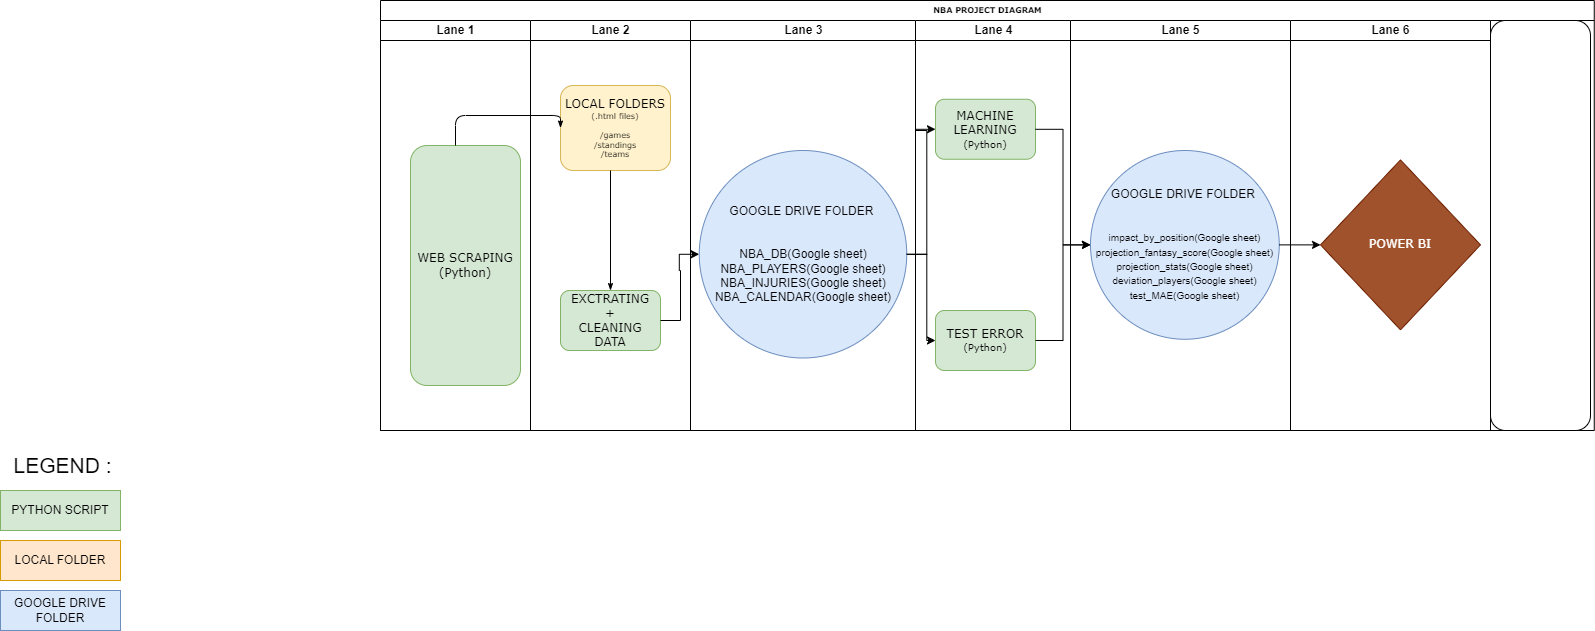 NBA PROJECT DIAGRAM
Lane 1
Lane 2
Lane 3
Lane 4
Lane 5
Lane 6
WEB SCRAPING
(Python)
LOCAL FOLDERS
(.html files)
/games
/standings
/teams
EXCTRATING
+
CLEANING
DATA
GOOGLE DRIVE FOLDER
NBA_DB(Google sheet)
NBA_PLAYERS(Google sheet)
NBA_INJURIES(Google sheet)
NBA_CALENDAR(Google sheet)
MACHINE
LEARNING
(Python)
TEST ERROR
(Python)
GOOGLE DRIVE FOLDER
impact_by_position(Google sheet)
projection_fantasy_score(Google sheet)
projection_stats(Google sheet)
deviation_players(Google sheet)
test_MAE(Google sheet)
POWER BI
LEGEND :
PYTHON SCRIPT
LOCAL FOLDER
GOOGLE DRIVE
FOLDER